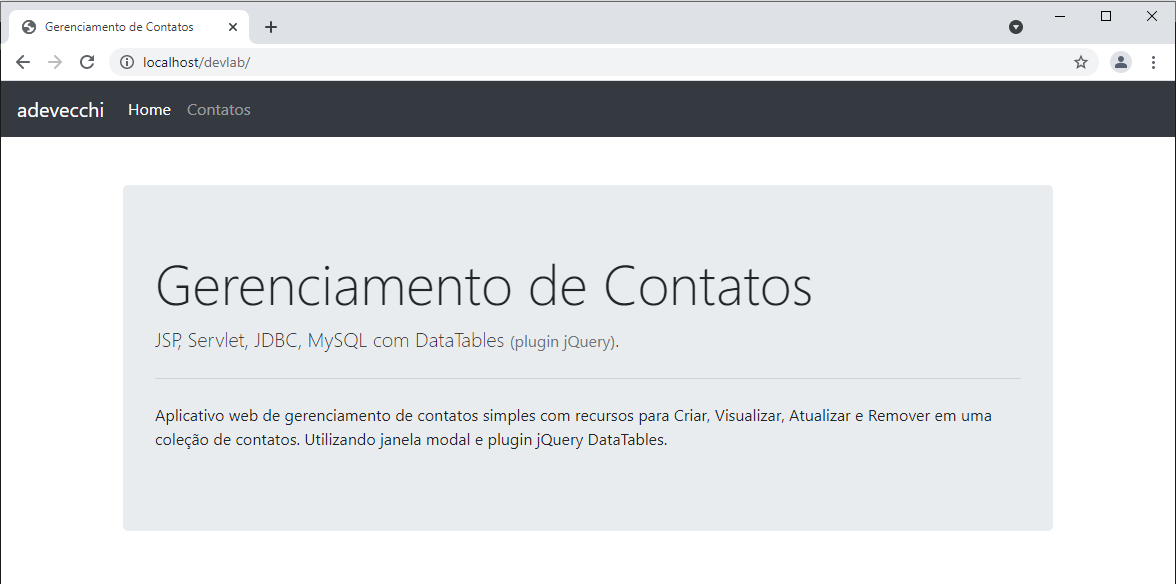 Gerenciamento de Contatos
localhost/devlab/
adevecchi Home Contatos
Gerenciamento de Contatos
JSP, Servlet, JDBC, MySQL com DataTables (plugin jQuery).
Aplicativo web de gerenciamento de contatos simples com recursos para Criar, Visualizar, Atualizar e Remover em uma
coleção de contatos. Utilizando janela modal e plugin jQuery DataTables.